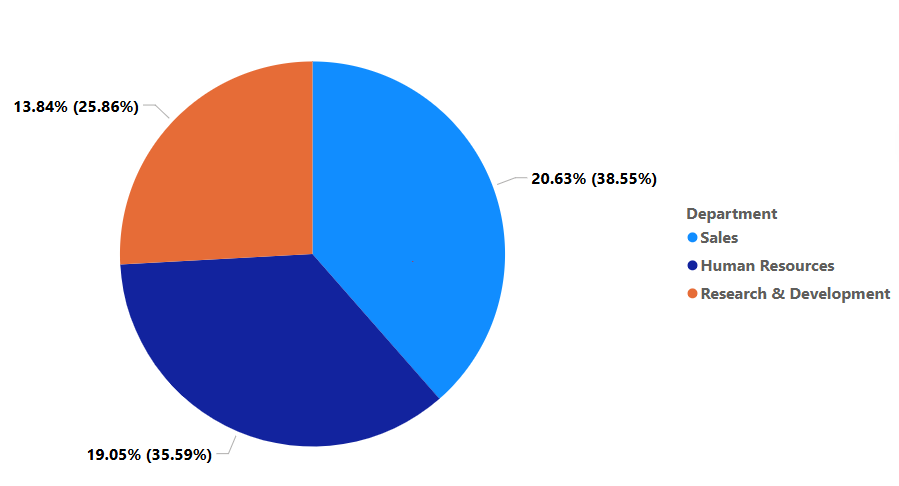 13.84% (25.86%)
20.63% (38.55%)
19.05% (35.59%)
Department
Sales
Human Resources
Research & Development